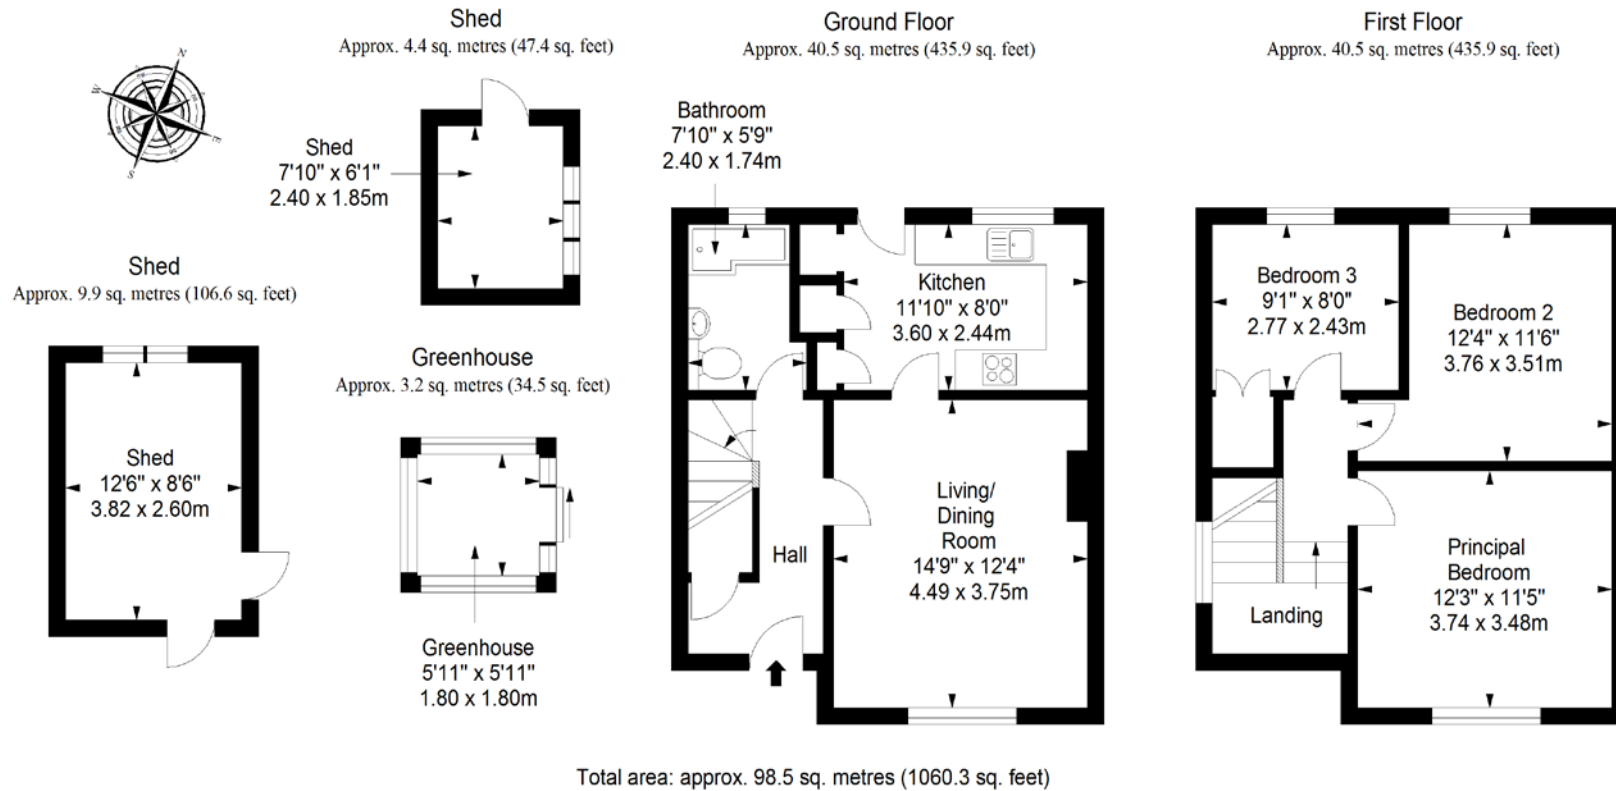 Shed
Approx. 4.4 sq. metres (47.4 sq. feet)
Ground Floor
Approx. 40.5 sq. metres (435.9 sq. feet)
First Floor
Approx. 40.5 sq. metres (435.9 sq. feet)
N
W
E
S
Shed
7'10" x 6'1"
2.40 x 1.85m
Bathroom
7'10" x 5'9"
2.40 x 1.74m
Shed
Approx. 9.9 sq. metres (106.6 sq. feet)
Shed
12'6" x 8'6"
3.82 x 2.60m
Greenhouse
Approx. 3.2 sq. metres (34.5 sq. feet)
Greenhouse
5'11" x 5'11"
1.80 x 1.80m
Kitchen
11'10" x 8'0"
3.60 x 2.44m
Living/
Dining
Room
14'9" x 12'4"
4.49 x 3.75m
Hall
Bedroom 3
9'1" x 8'0"
2.77 x 2.43m
Bedroom 2
12'4" x 11'6"
3.76 x 3.51m
Principal
Bedroom
12'3" x 11'5"
3.74 x 3.48m
Landing
Total area: approx. 98.5 sq. metres (1060.3 sq. feet)